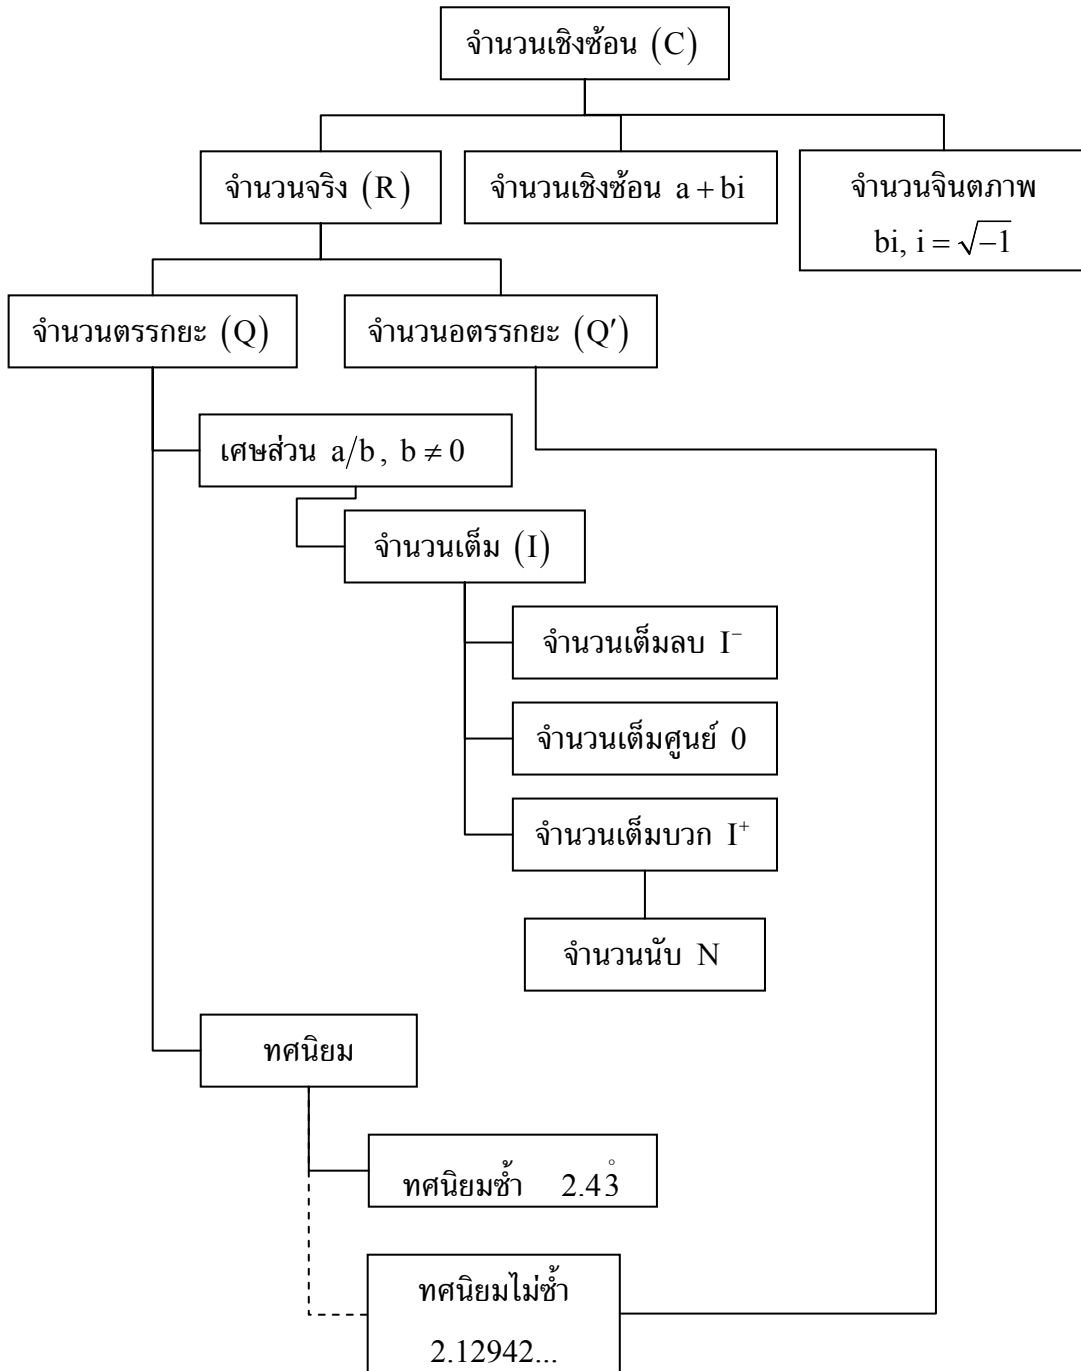 จำนวนเชิงซ้อน (C)
จำนวนจริง (R)
จำนวนเชิงซ้อน a + bi
จำนวนจินตภาพ
bi, i = √−1
จำนวนตรรกยะ (Q)
จำนวนอตรรกยะ (Q′)
เศษส่วน a/b , b ≠ 0
จำนวนเต็ม (I)
จำนวนเต็มลบ I⁻
จำนวนเต็มศูนย์ 0
จำนวนเต็มบวก I⁺
จำนวนนับ N
ทศนิยม
ทศนิยมซ้ำ 2.43̊
ทศนิยมไม่ซ้ำ
2.12942...